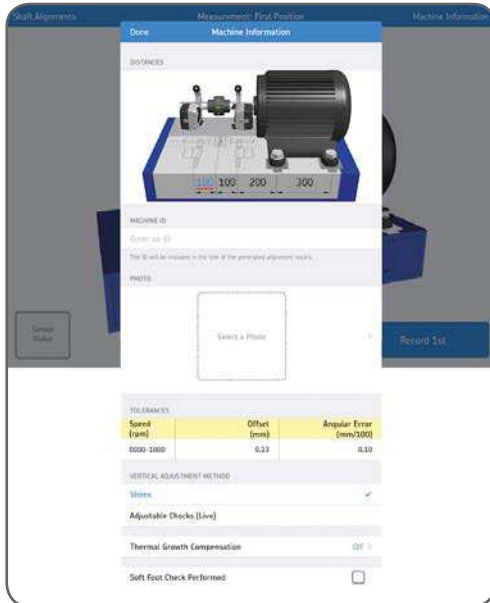 Shaft Alignments
Measurement: First Position
Machine Information
Done
Machine Information
DISTANCES
100 100 200 300
MACHINE ID
Enter an ID
The ID will be included in the title of the generated alignment report.
PHOTO
Select a Photo
Sensor
Status
Record 1st
TOLERANCES
Speed (rpm) Offset (mm) Angular Error (mm/100)
0000-1000 0,13 0,10
VERTICAL ADJUSTMENT METHOD
Shims
Adjustable Chocks (Live)
Thermal Growth Compensation Off
Soft Foot Check Performed